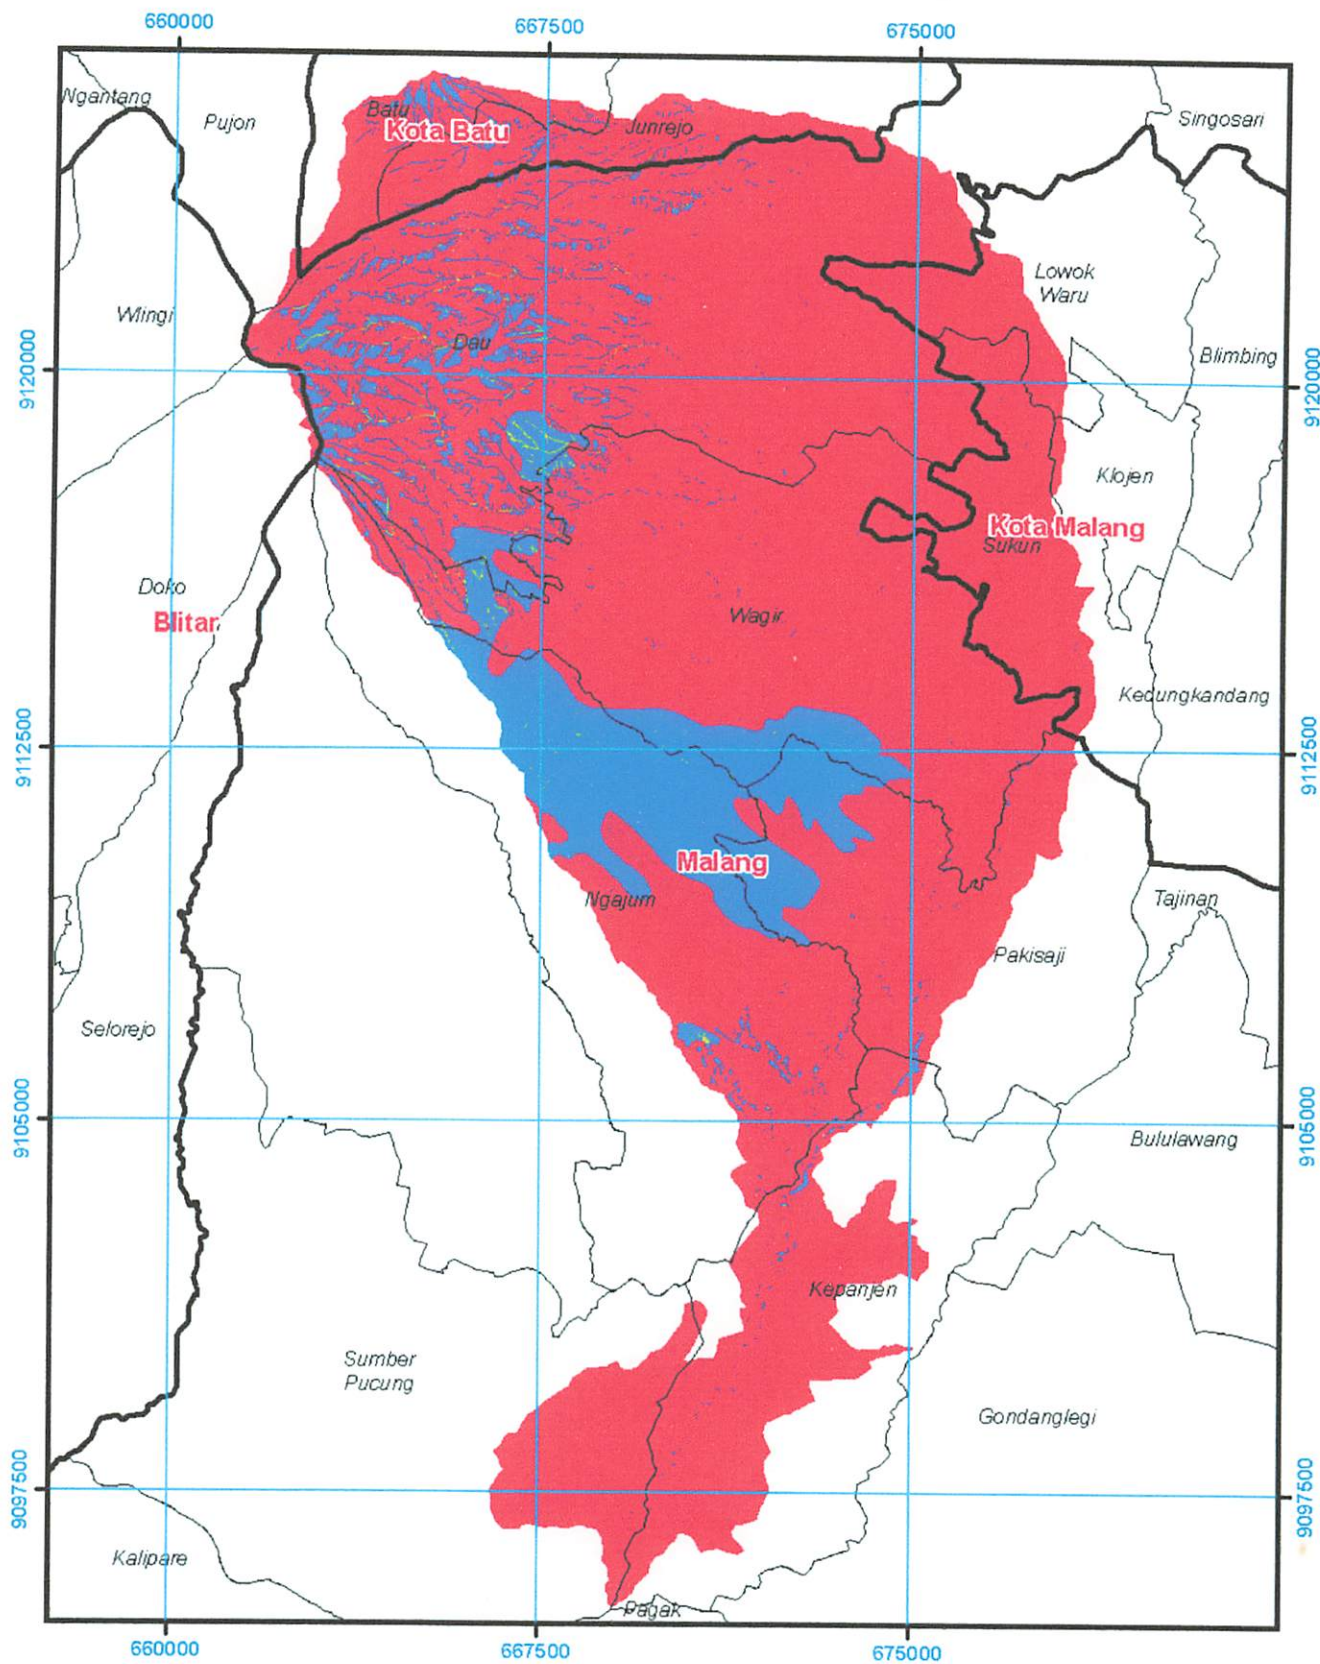 660000
667500
675000
Ngantang
Pujon
Batu
Kota Batu
Junrejo
Singosari
Lowok
Waru
Wlingi
Dau
Blimbing
9120000
9120000
Klojen
Kota Malang
Sukun
Doko
Blitar
Wagir
Kedungkandang
9112500
9112500
Malang
Ngajum
Tajinan
Pakisaji
Selorejo
9105000
9105000
Bululawang
Kepanjen
Sumber
Pucung
Gondanglegi
9097500
9097500
Kalipare
Pagak
660000
667500
675000